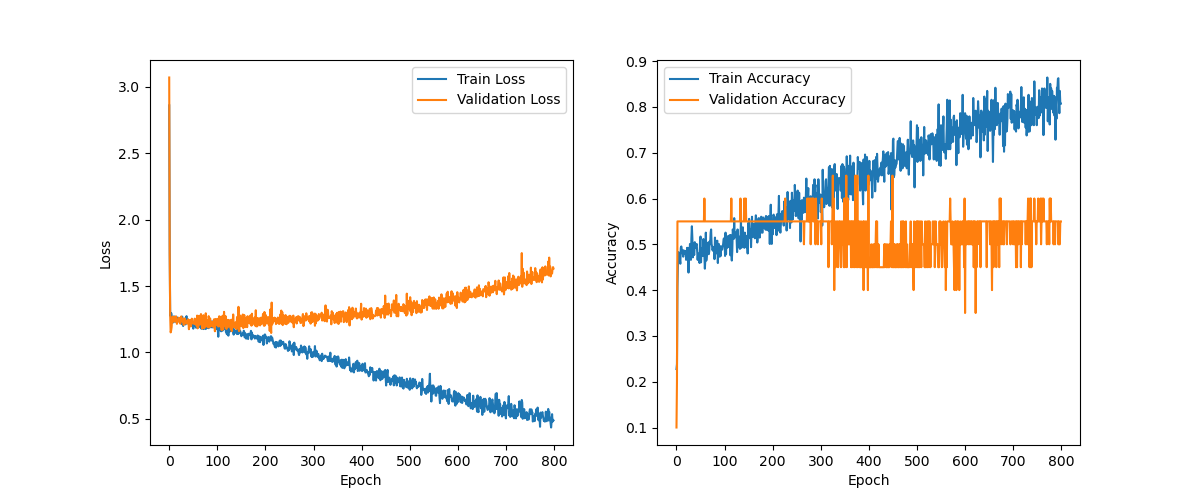 3.0
2.5
2.0
1.5
1.0
0.5
Loss
0 100 200 300 400 500 600 700 800
Epoch
Train Loss
Validation Loss
0.9
0.8
0.7
0.6
0.5
0.4
0.3
0.2
0.1
Accuracy
0 100 200 300 400 500 600 700 800
Epoch
Train Accuracy
Validation Accuracy